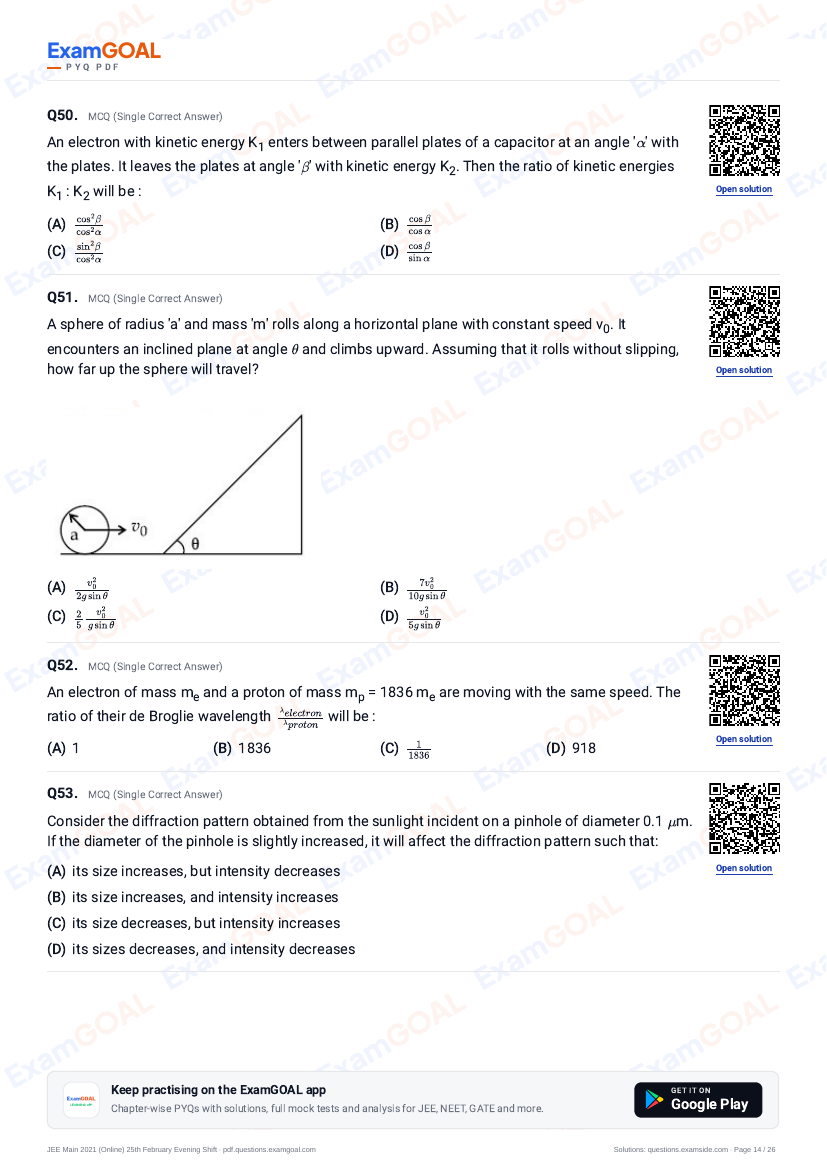 ExamGOAL
PYQ PDF
Q50. MCQ (Single Correct Answer)
An electron with kinetic energy K₁ enters between parallel plates of a capacitor at an angle 'α' with
the plates. It leaves the plates at angle 'β' with kinetic energy K₂. Then the ratio of kinetic energies
K₁ : K₂ will be :
Open solution
(A) cos²β/cos²α (B) cos β/cos α
(C) sin²β/cos²α (D) cos β/sin α
Q51. MCQ (Single Correct Answer)
A sphere of radius 'a' and mass 'm' rolls along a horizontal plane with constant speed v₀. It
encounters an inclined plane at angle θ and climbs upward. Assuming that it rolls without slipping,
how far up the sphere will travel?
Open solution
a v₀ θ
(A) v₀²/2g sin θ (B) 7v₀²/10g sin θ
(C) 2/5 v₀²/g sin θ (D) v₀²/5g sin θ
Q52. MCQ (Single Correct Answer)
An electron of mass mₑ and a proton of mass mₚ = 1836 mₑ are moving with the same speed. The
ratio of their de Broglie wavelength λelectron/λproton will be :
Open solution
(A) 1 (B) 1836 (C) 1/1836 (D) 918
Q53. MCQ (Single Correct Answer)
Consider the diffraction pattern obtained from the sunlight incident on a pinhole of diameter 0.1 μm.
If the diameter of the pinhole is slightly increased, it will affect the diffraction pattern such that:
Open solution
(A) its size increases, but intensity decreases
(B) its size increases, and intensity increases
(C) its size decreases, but intensity increases
(D) its sizes decreases, and intensity decreases
ExamGOAL
Keep practising on the ExamGOAL app
Chapter-wise PYQs with solutions, full mock tests and analysis for JEE, NEET, GATE and more.
GET IT ON
Google Play
JEE Main 2021 (Online) 25th February Evening Shift · pdf.questions.examgoal.com
Solutions: questions.examside.com · Page 14 / 26